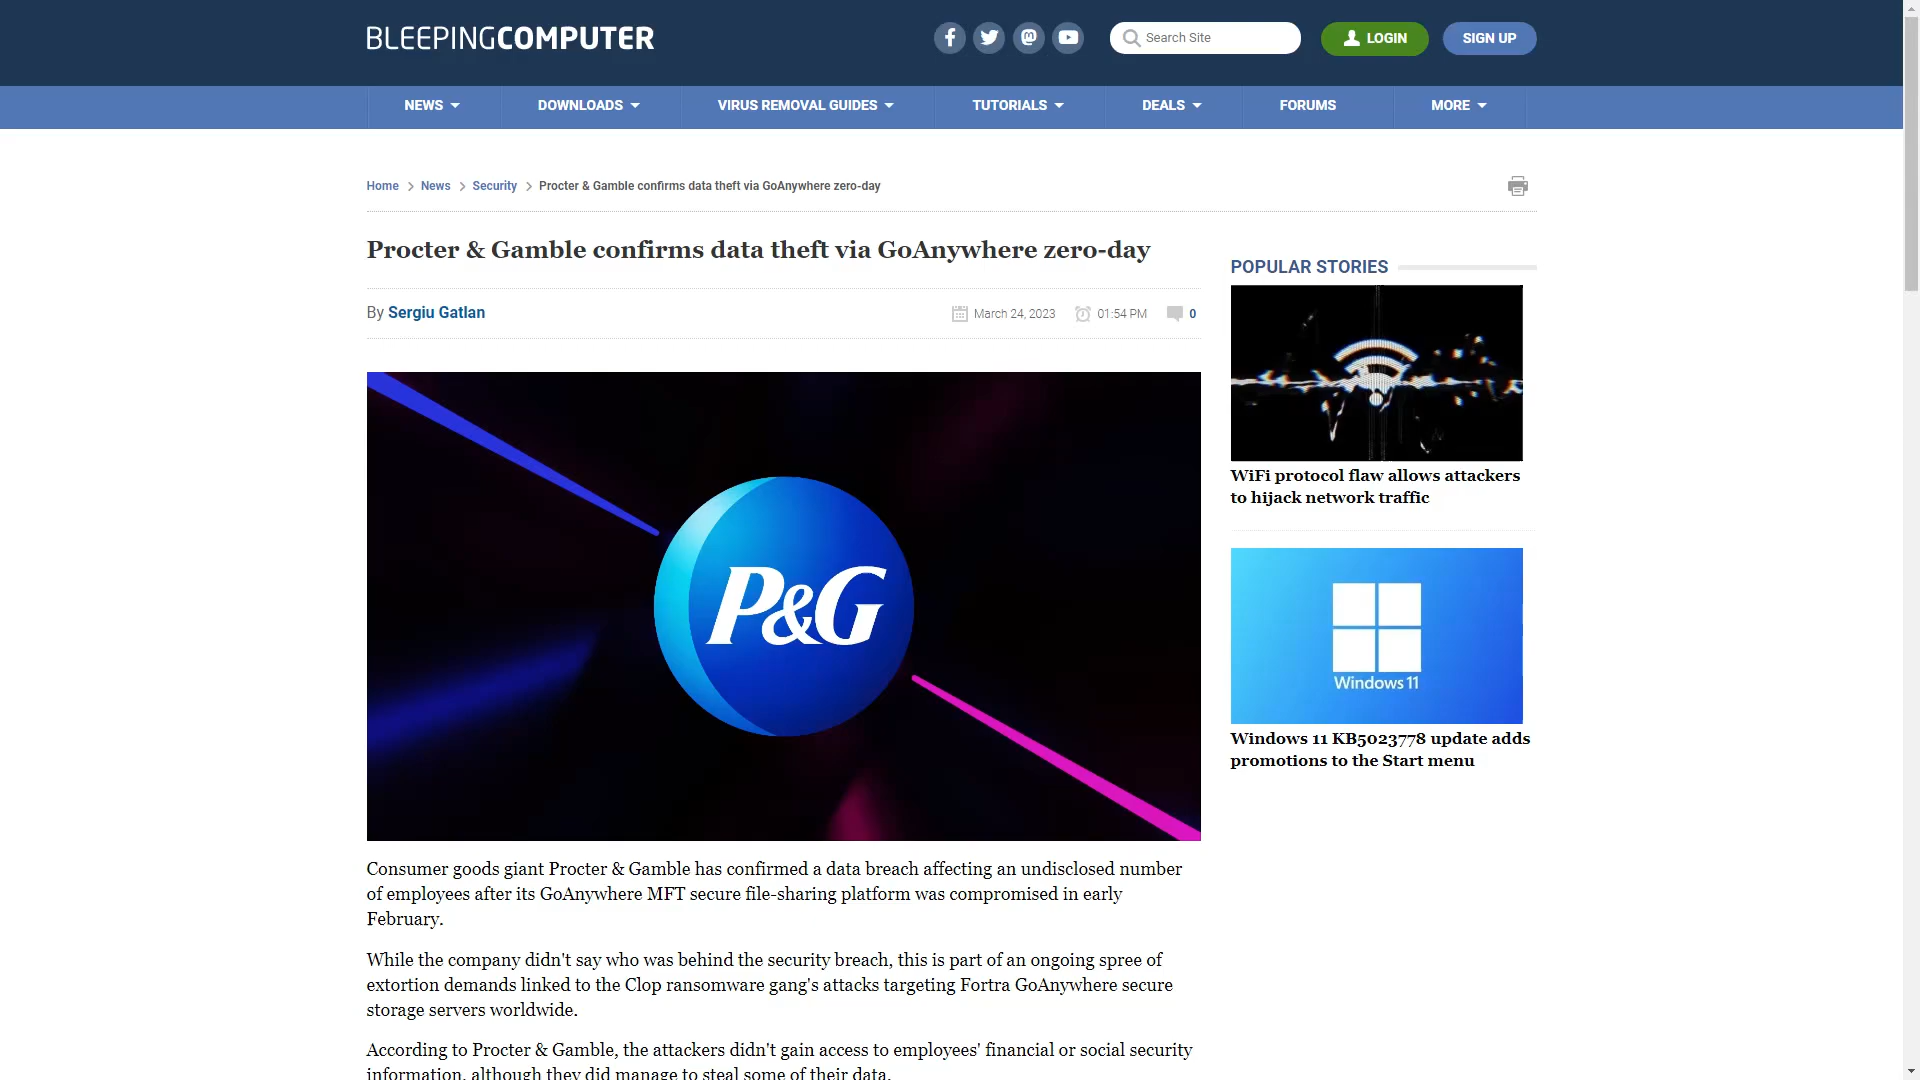 BLEEPINGCOMPUTER
Search Site
LOGIN
SIGN UP
NEWS
DOWNLOADS
VIRUS REMOVAL GUIDES
TUTORIALS
DEALS
FORUMS
MORE
Home
News
Security
Procter & Gamble confirms data theft via GoAnywhere zero-day
Procter & Gamble confirms data theft via GoAnywhere zero-day
By Sergiu Gatlan
March 24, 2023
01:54 PM
0
P&G
Consumer goods giant Procter & Gamble has confirmed a data breach affecting an undisclosed number
of employees after its GoAnywhere MFT secure file-sharing platform was compromised in early
February.
While the company didn't say who was behind the security breach, this is part of an ongoing spree of
extortion demands linked to the Clop ransomware gang's attacks targeting Fortra GoAnywhere secure
storage servers worldwide.
According to Procter & Gamble, the attackers didn't gain access to employees' financial or social security
information, although they did manage to steal some of their data.
POPULAR STORIES
WiFi protocol flaw allows attackers
to hijack network traffic
Windows 11
Windows 11 KB5023778 update adds
promotions to the Start menu